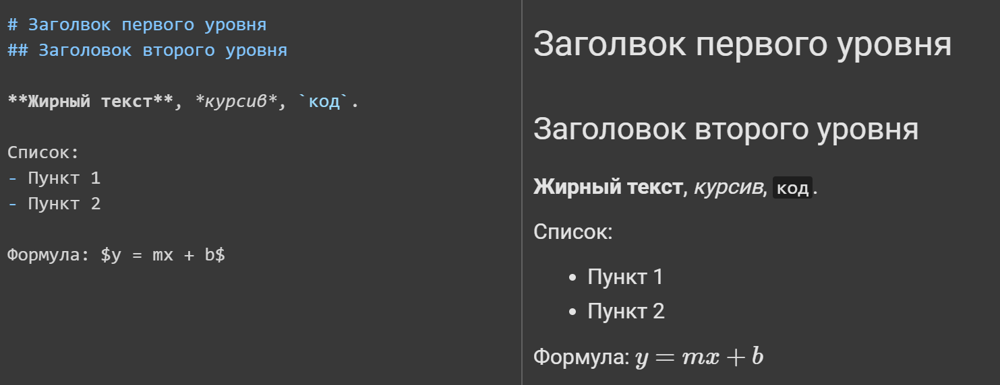 # Заголвок первого уровня
## Заголовок второго уровня
**Жирный текст**, *курсив*, `код`.
Список:
- Пункт 1
- Пункт 2
Формула: $y = mx + b$
Заголвок первого уровня
Заголовок второго уровня
Жирный текст, курсив, код.
Список:
• Пункт 1
• Пункт 2
Формула: y = mx + b